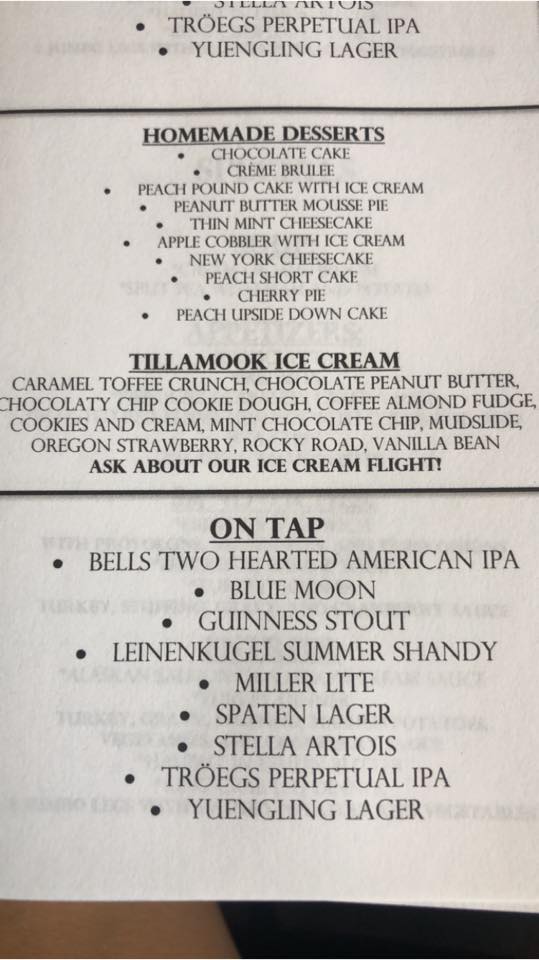 STELLA ARTOIS
• TRÖEGS PERPETUAL IPA
• YUENGLING LAGER
HOMEMADE DESSERTS
• CHOCOLATE CAKE
• CRÈME BRULEE
• PEACH POUND CAKE WITH ICE CREAM
• PEANUT BUTTER MOUSSE PIE
• THIN MINT CHEESECAKE
• APPLE COBBLER WITH ICE CREAM
• NEW YORK CHEESECAKE
• PEACH SHORT CAKE
• CHERRY PIE
• PEACH UPSIDE DOWN CAKE
TILLAMOOK ICE CREAM
CARAMEL TOFFEE CRUNCH, CHOCOLATE PEANUT BUTTER,
CHOCOLATY CHIP COOKIE DOUGH, COFFEE ALMOND FUDGE,
COOKIES AND CREAM, MINT CHOCOLATE CHIP, MUDSLIDE,
OREGON STRAWBERRY, ROCKY ROAD, VANILLA BEAN
ASK ABOUT OUR ICE CREAM FLIGHT!
ON TAP
• BELLS TWO HEARTED AMERICAN IPA
• BLUE MOON
• GUINNESS STOUT
• LEINENKUGEL SUMMER SHANDY
• MILLER LITE
• SPATEN LAGER
• STELLA ARTOIS
• TRÖEGS PERPETUAL IPA
• YUENGLING LAGER